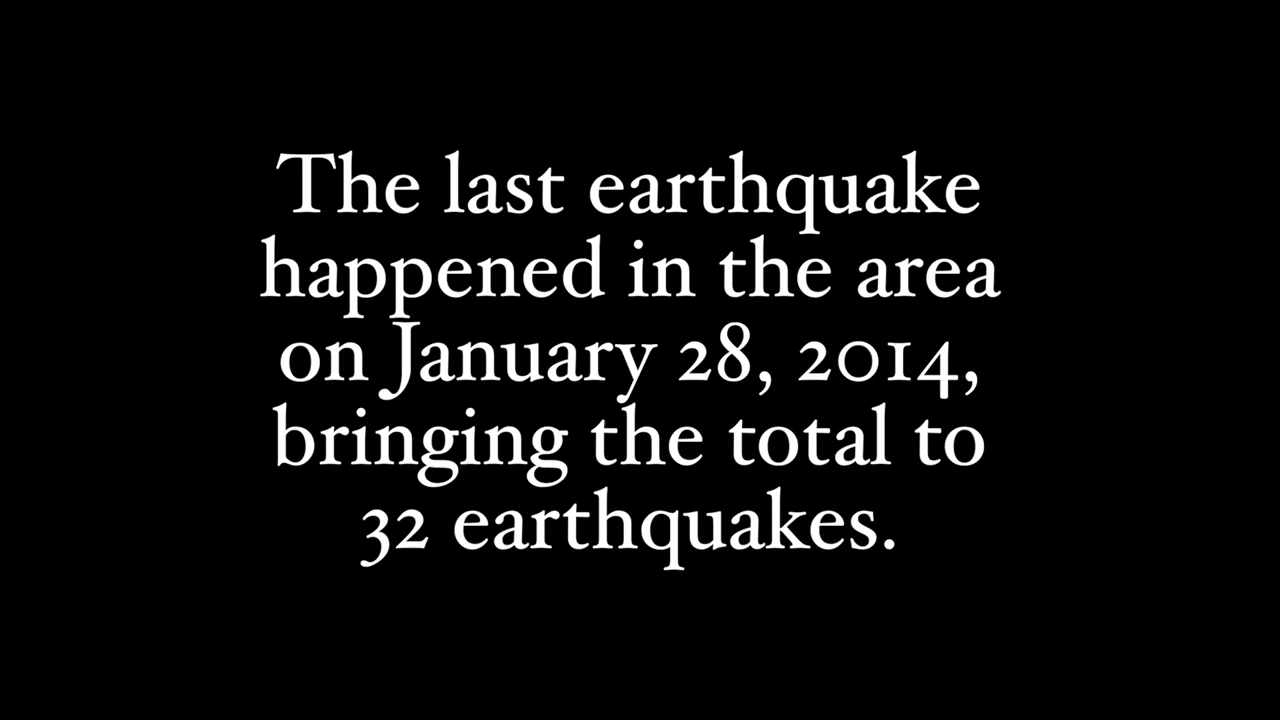 The last earthquake
happened in the area
on January 28, 2014,
bringing the total to
32 earthquakes.